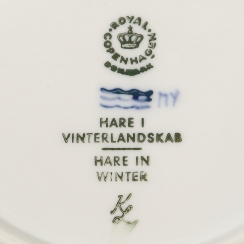 ROYAL
COPENHAGEN
DENMARK
HARE I
VINTERLANDSKAB
HARE IN
WINTER